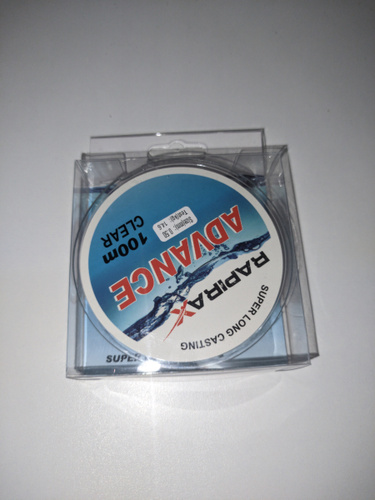 SUPER LONG CASTING
RAPIRAX
ADVANCE
100m
CLEAR
SUPER